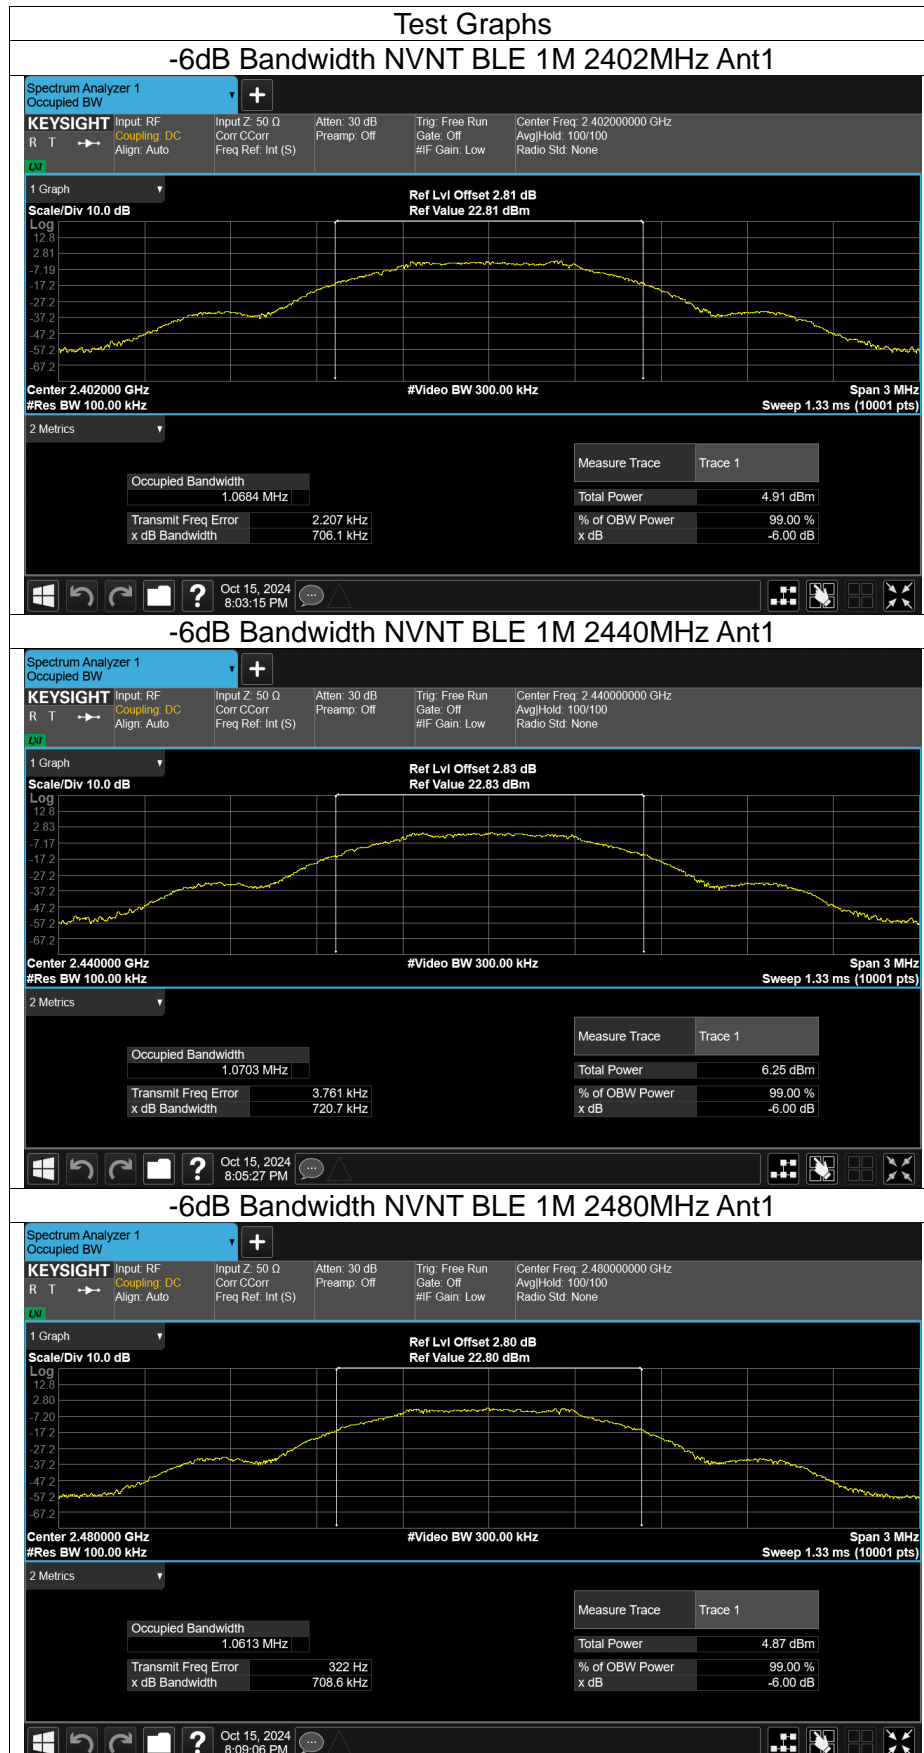 Test Graphs
-6dB Bandwidth NVNT BLE 1M 2402MHz Ant1
Spectrum Analyzer 1
Occupied BW
KEYSIGHT Input: RF Input Z: 50 Ω Atten: 30 dB Trig: Free Run Center Freq: 2.402000000 GHz
R T Coupling: DC Corr CCorr Preamp: Off Gate: Off Avg|Hold: 100/100
Align: Auto Freq Ref: Int (S) #IF Gain: Low Radio Std: None
LXI
1 Graph Ref Lvl Offset 2.81 dB
Scale/Div 10.0 dB Ref Value 22.81 dBm
Log
12.8
2.81
-7.19
-17.2
-27.2
-37.2
-47.2
-57.2
-67.2
Center 2.402000 GHz #Video BW 300.00 kHz Span 3 MHz
#Res BW 100.00 kHz Sweep 1.33 ms (10001 pts)
2 Metrics
Measure Trace Trace 1
Occupied Bandwidth
1.0684 MHz Total Power 4.91 dBm
Transmit Freq Error 2.207 kHz % of OBW Power 99.00 %
x dB Bandwidth 706.1 kHz x dB -6.00 dB
Oct 15, 2024
8:03:15 PM
-6dB Bandwidth NVNT BLE 1M 2440MHz Ant1
Spectrum Analyzer 1
Occupied BW
KEYSIGHT Input: RF Input Z: 50 Ω Atten: 30 dB Trig: Free Run Center Freq: 2.440000000 GHz
R T Coupling: DC Corr CCorr Preamp: Off Gate: Off Avg|Hold: 100/100
Align: Auto Freq Ref: Int (S) #IF Gain: Low Radio Std: None
LXI
1 Graph Ref Lvl Offset 2.83 dB
Scale/Div 10.0 dB Ref Value 22.83 dBm
Log
12.8
2.83
-7.17
-17.2
-27.2
-37.2
-47.2
-57.2
-67.2
Center 2.440000 GHz #Video BW 300.00 kHz Span 3 MHz
#Res BW 100.00 kHz Sweep 1.33 ms (10001 pts)
2 Metrics
Measure Trace Trace 1
Occupied Bandwidth
1.0703 MHz Total Power 6.25 dBm
Transmit Freq Error 3.761 kHz % of OBW Power 99.00 %
x dB Bandwidth 720.7 kHz x dB -6.00 dB
Oct 15, 2024
8:05:27 PM
-6dB Bandwidth NVNT BLE 1M 2480MHz Ant1
Spectrum Analyzer 1
Occupied BW
KEYSIGHT Input: RF Input Z: 50 Ω Atten: 30 dB Trig: Free Run Center Freq: 2.480000000 GHz
R T Coupling: DC Corr CCorr Preamp: Off Gate: Off Avg|Hold: 100/100
Align: Auto Freq Ref: Int (S) #IF Gain: Low Radio Std: None
LXI
1 Graph Ref Lvl Offset 2.80 dB
Scale/Div 10.0 dB Ref Value 22.80 dBm
Log
12.8
2.80
-7.20
-17.2
-27.2
-37.2
-47.2
-57.2
-67.2
Center 2.480000 GHz #Video BW 300.00 kHz Span 3 MHz
#Res BW 100.00 kHz Sweep 1.33 ms (10001 pts)
2 Metrics
Measure Trace Trace 1
Occupied Bandwidth
1.0613 MHz Total Power 4.87 dBm
Transmit Freq Error 322 Hz % of OBW Power 99.00 %
x dB Bandwidth 708.6 kHz x dB -6.00 dB
Oct 15, 2024
8:09:06 PM